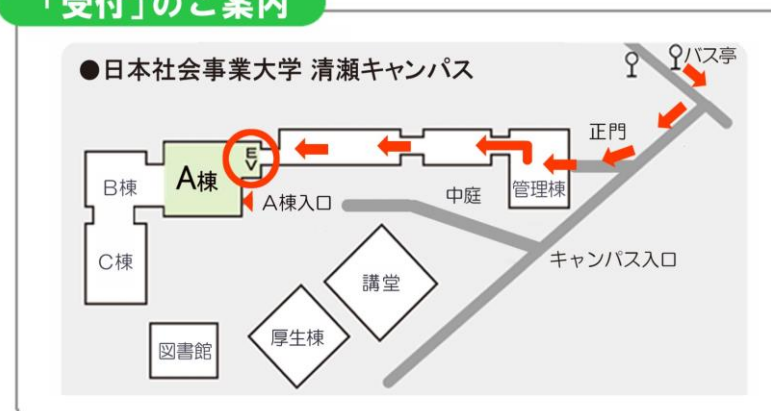 「受付」のご案内
●日本社会事業大学 清瀬キャンパス
バス亭
正門
EV
A棟
B棟
A棟入口
中庭
管理棟
C棟
キャンパス入口
講堂
厚生棟
図書館